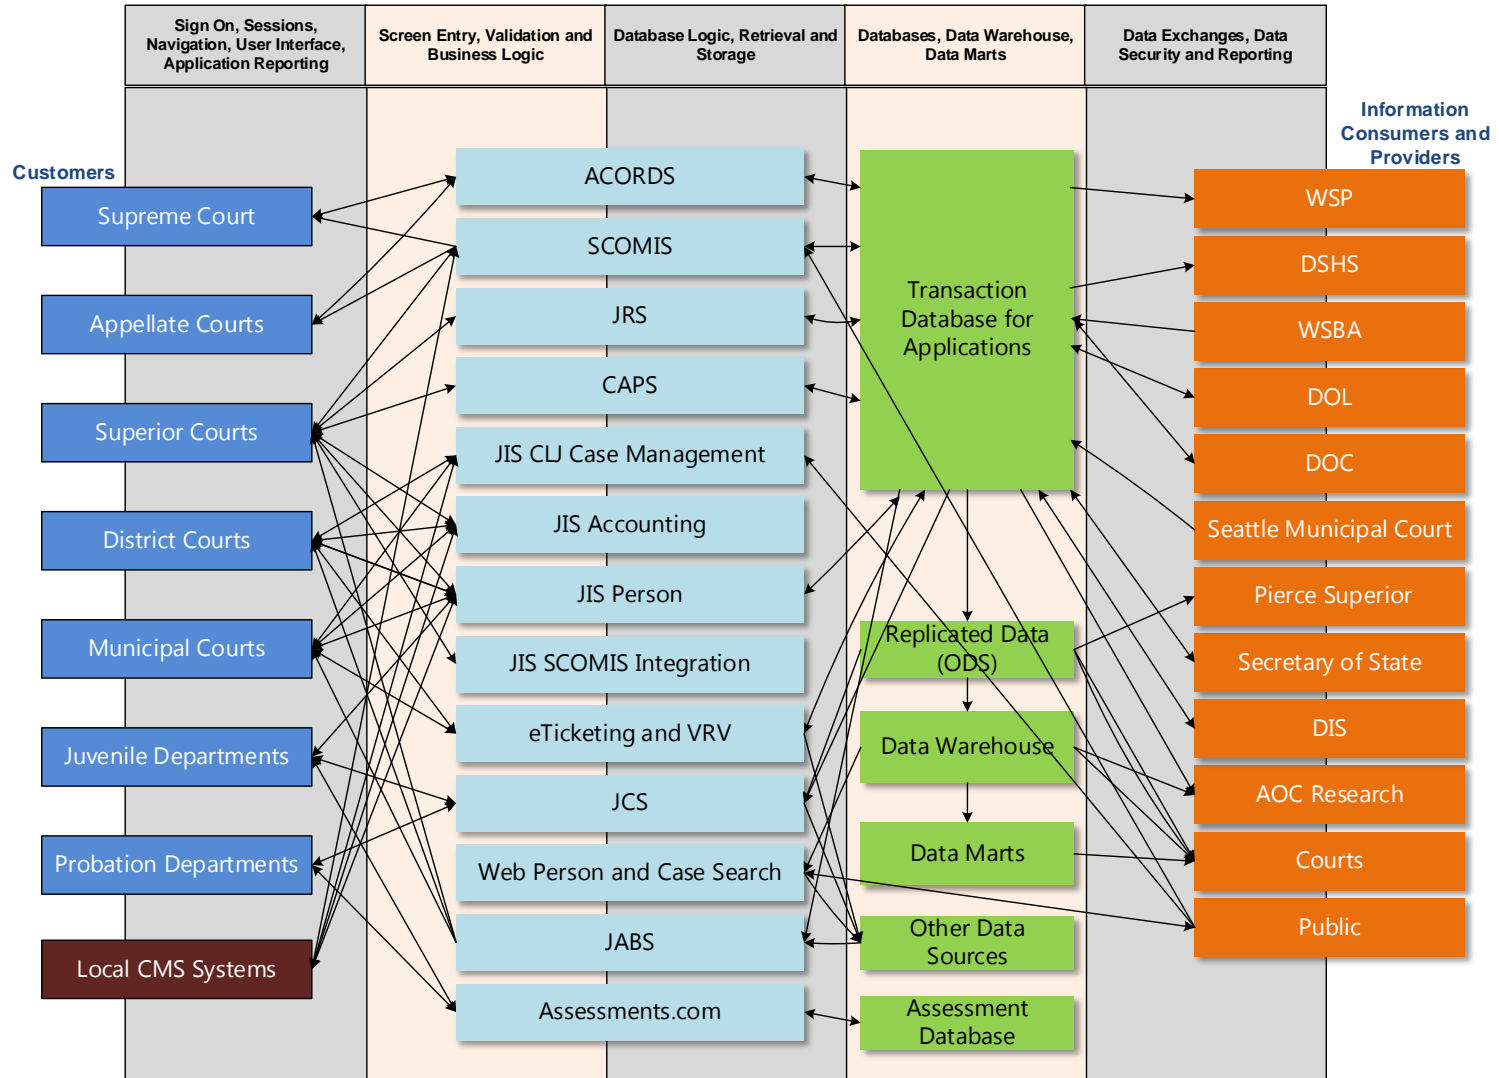 Sign On, Sessions,
Navigation, User Interface,
Application Reporting
Screen Entry, Validation and
Business Logic
Database Logic, Retrieval and
Storage
Databases, Data Warehouse,
Data Marts
Data Exchanges, Data
Security and Reporting
Customers
Supreme Court
Appellate Courts
Superior Courts
District Courts
Municipal Courts
Juvenile Departments
Probation Departments
Local CMS Systems
ACORDS
SCOMIS
JRS
CAPS
JIS CLJ Case Management
JIS Accounting
JIS Person
JIS SCOMIS Integration
eTicketing and VRV
JCS
Web Person and Case Search
JABS
Assessments.com
Transaction
Database for
Applications
Replicated Data
(ODS)
Data Warehouse
Data Marts
Other Data
Sources
Assessment
Database
Information
Consumers and
Providers
WSP
DSHS
WSBA
DOL
DOC
Seattle Municipal Court
Pierce Superior
Secretary of State
DIS
AOC Research
Courts
Public